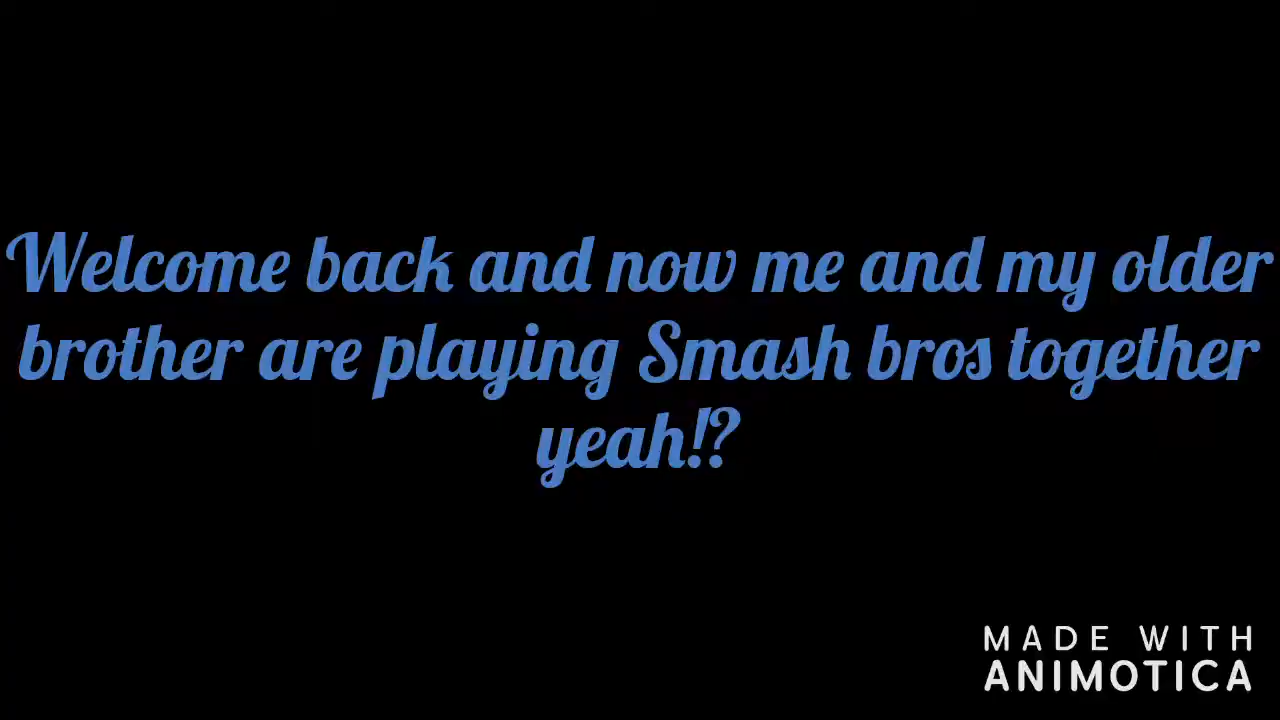 Welcome back and now me and my older
brother are playing Smash bros together
yeah!?
MADE WITH
ANIMOTICA